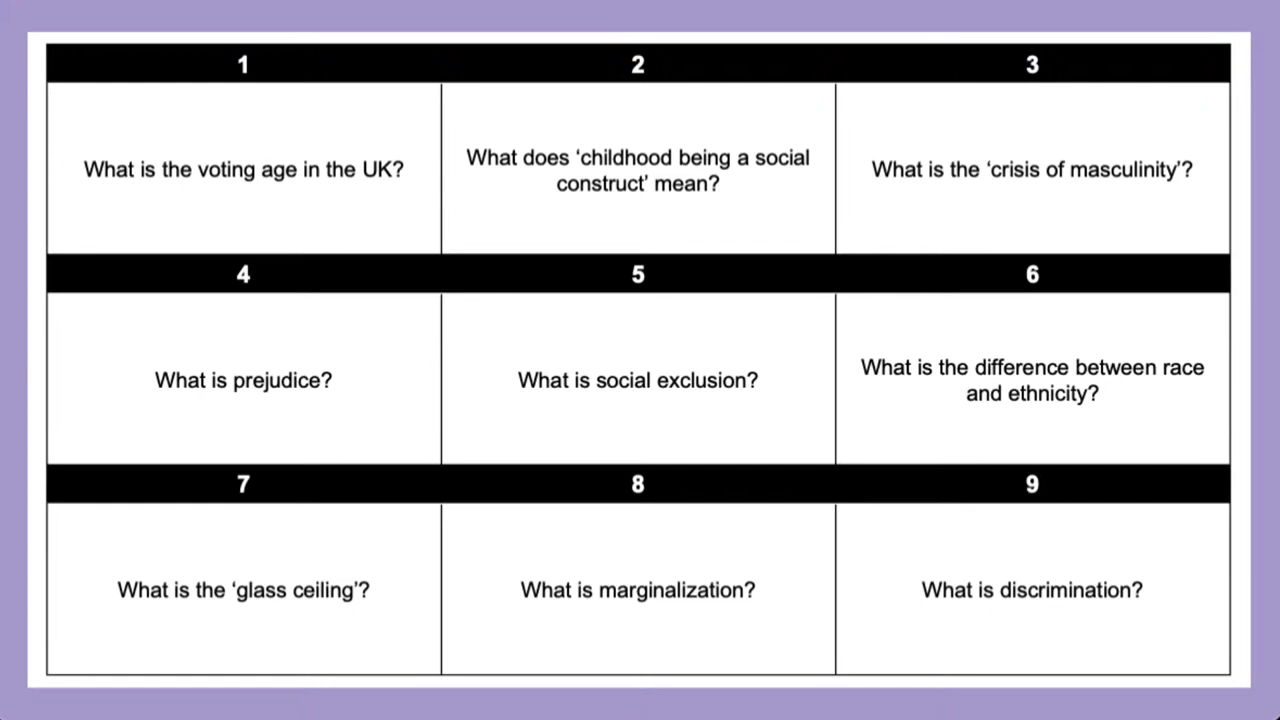 1
2
3
What is the voting age in the UK?
What does ‘childhood being a social
construct’ mean?
What is the ‘crisis of masculinity’?
4
5
6
What is prejudice?
What is social exclusion?
What is the difference between race
and ethnicity?
7
8
9
What is the ‘glass ceiling’?
What is marginalization?
What is discrimination?